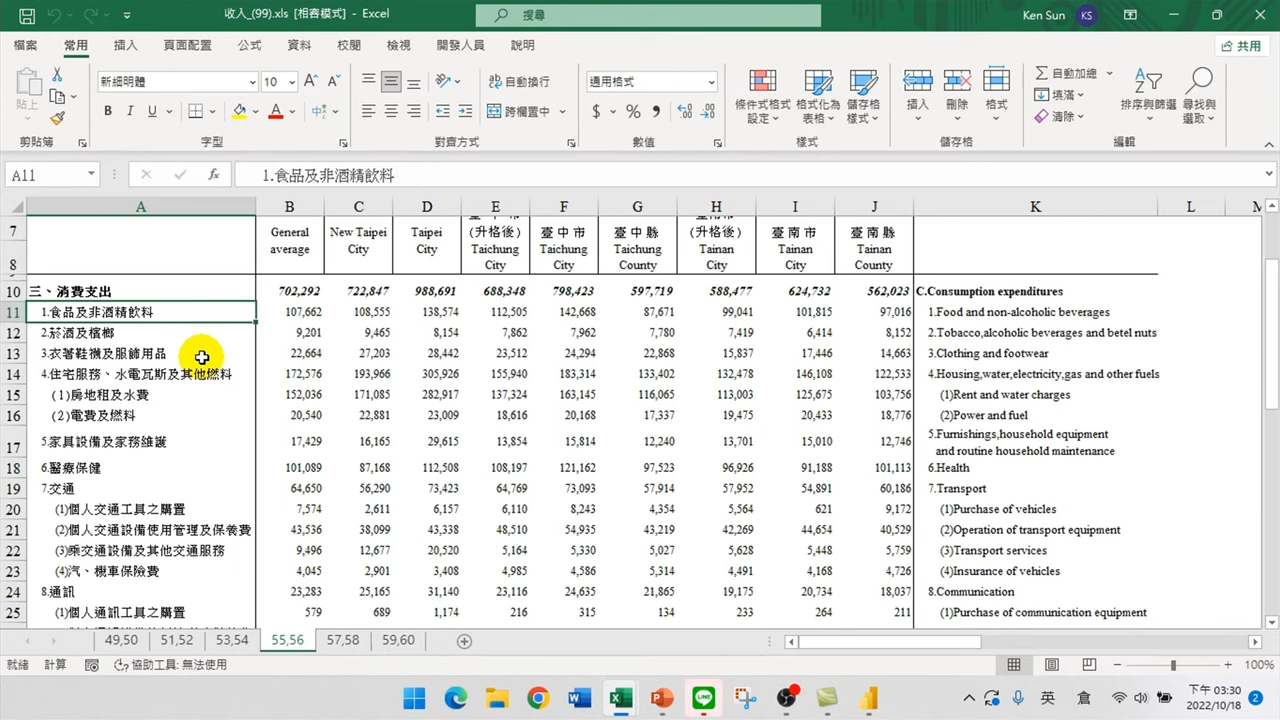 收入_(99).xls [相容模式] - Excel
搜尋
Ken Sun KS
檔案 常用 插入 頁面配置 公式 資料 校閱 檢視 開發人員 說明 共用
新細明體 10 自動換行 通用格式 自動加總
貼上 B I U 中 跨欄置中 $ % 填滿 清除
條件式格式設定 格式化為表格 儲存格樣式 插入 刪除 格式 排序與篩選 尋找與選取
剪貼簿 字型 對齊方式 數值 樣式 儲存格 編輯
A11 fx 1.食品及非酒精飲料
A B C D E F G H I J K L M
7 8 General average New Taipei City Taipei City (升格後) Taichung City 臺中市 Taichung City 臺中縣 Taichung County (升格後) Tainan City 臺南市 Tainan City 臺南縣 Tainan County
10 三、消費支出 702,292 722,847 988,691 688,348 798,423 597,719 588,477 624,732 562,023 C.Consumption expenditures
11 1.食品及非酒精飲料 107,662 108,555 138,574 112,505 142,668 87,671 99,041 101,815 97,016 1.Food and non-alcoholic beverages
12 2.菸酒及檳榔 9,201 9,465 8,154 7,862 7,962 7,780 7,419 6,414 8,152 2.Tobacco,alcoholic beverages and betel nuts
13 3.衣著鞋襪及服飾用品 22,664 27,203 28,442 23,512 24,294 22,868 15,837 17,446 14,663 3.Clothing and footwear
14 4.住宅服務、水電瓦斯及其他燃料 172,576 193,966 305,926 155,940 183,314 133,402 132,478 146,108 122,533 4.Housing,water,electricity,gas and other fuels
15 (1)房地租及水費 152,036 171,085 282,917 137,324 163,145 116,065 113,003 125,675 103,756 (1)Rent and water charges
16 (2)電費及燃料 20,540 22,881 23,009 18,616 20,168 17,337 19,475 20,433 18,776 (2)Power and fuel
17 5.家具設備及家務維護 17,429 16,165 29,615 13,854 15,814 12,240 13,701 15,010 12,746 5.Furnishings,household equipment
and routine household maintenance
18 6.醫療保健 101,089 87,168 112,508 108,197 121,162 97,523 96,926 91,188 101,113 6.Health
19 7.交通 64,650 56,290 73,423 64,769 73,093 57,914 57,952 54,891 60,186 7.Transport
20 (1)個人交通工具之購置 7,574 2,611 6,157 6,110 8,243 4,354 5,564 621 9,172 (1)Purchase of vehicles
21 (2)個人交通設備使用管理及保養費 43,536 38,099 43,338 48,510 54,935 43,219 42,269 44,654 40,529 (2)Operation of transport equipment
22 (3)乘交通設備及其他交通服務 9,496 12,677 20,520 5,164 5,330 5,027 5,628 5,448 5,759 (3)Transport services
23 (4)汽、機車保險費 4,045 2,901 3,408 4,985 4,586 5,314 4,491 4,168 4,726 (4)Insurance of vehicles
24 8.通訊 23,283 25,165 31,140 23,116 24,635 21,865 19,175 20,734 18,037 8.Communication
25 (1)個人通訊工具之購置 579 689 1,174 216 315 134 233 264 211 (1)Purchase of communication equipment
49,50 51,52 53,54 55,56 57,58 59,60
就緒 計算 協助工具: 無法使用 100%
英 倉 下午 03:30
2022/10/18 2